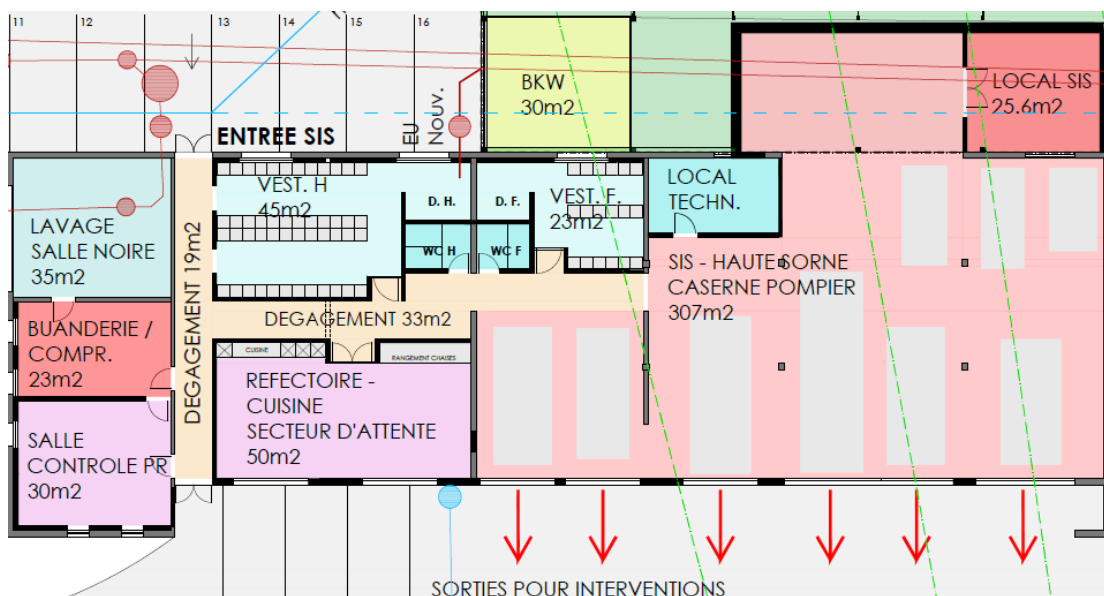 11
12
13
14
15
16
BKW
30m2
LOCAL SIS
25.6m2
ENTREE SIS
EU
Nouv.
VEST. H
45m2
D. H.
D. F.
VEST. F.
23m2
LOCAL
TECHN.
LAVAGE
SALLE NOIRE
35m2
DEGAGEMENT 19m2
WC H
WC F
SIS - HAUTE SORNE
CASERNE POMPIER
307m2
DEGAGEMENT 33m2
BUANDERIE /
COMPR.
23m2
CUISINE
RANGEMENT CHAISES
REFECTOIRE -
CUISINE
SECTEUR D'ATTENTE
50m2
SALLE
CONTROLE PR
30m2
SORTIES POUR INTERVENTIONS